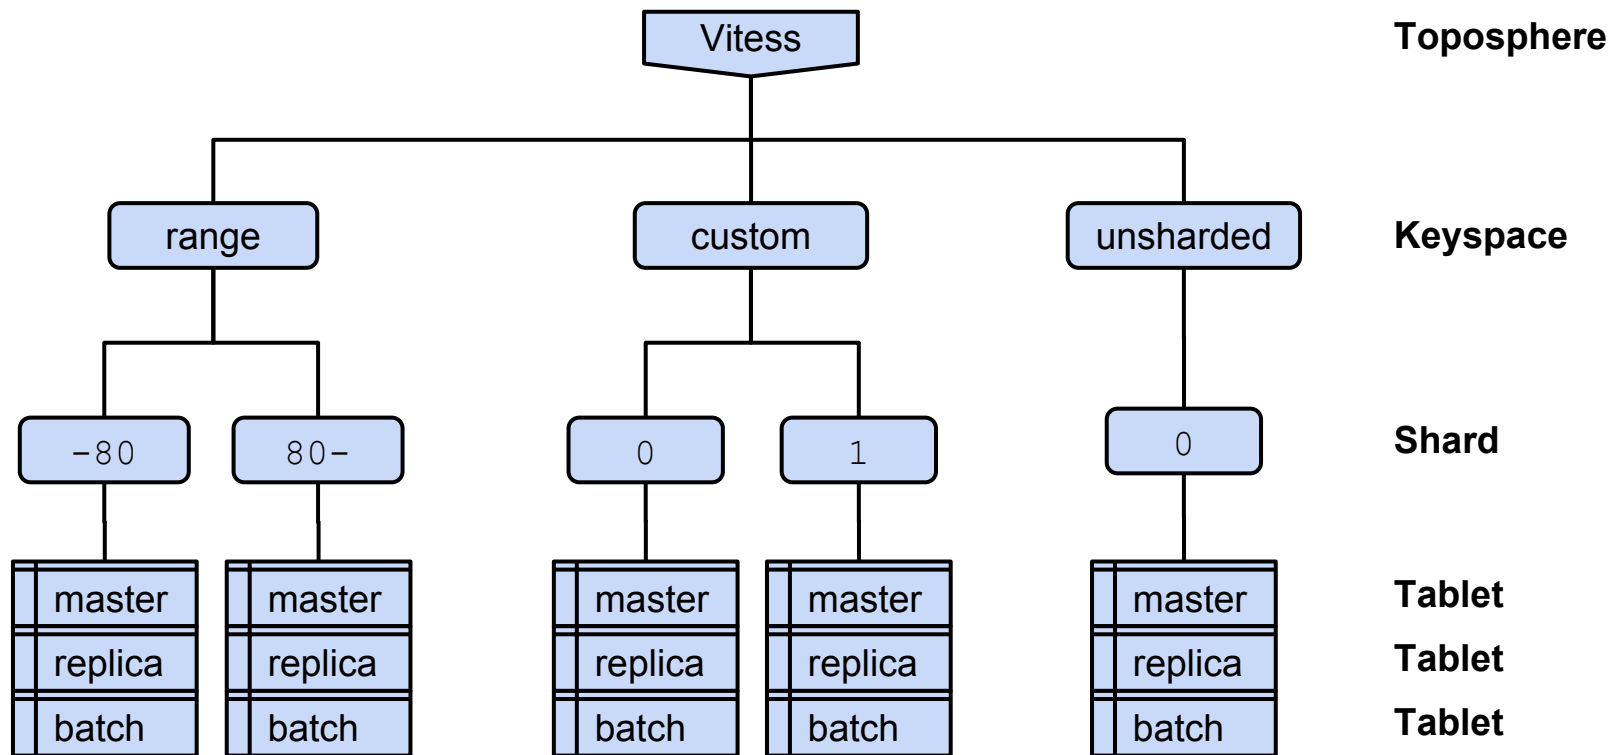 Vitess Toposphere
range custom unsharded Keyspace
-80 80- 0 1 0 Shard
master master master master master Tablet
replica replica replica replica replica Tablet
batch batch batch batch batch Tablet